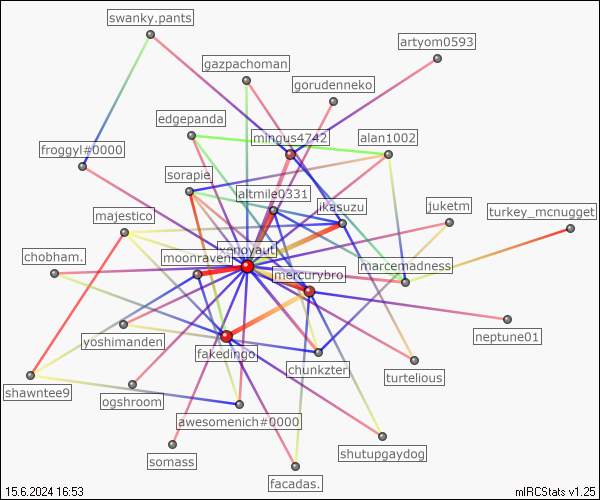 swanky.pants
artyom0593
gazpachoman
gorudenneko
edgepanda
mingus4742
alan1002
froggyl#0000
sorapie
altmile0331
ikasuzu
juketm
majestico
turkey_mcnugget
xanoyaut
chobham.
moonraven
marcemadness
mercurybro
yoshimanden
neptune01
fakedingo
chunkzter
turtelious
shawntee9
ogshroom
awesomenich#0000
shutupgaydog
somass
facadas.
15.6.2024 16:53
mIRCStats v1.25